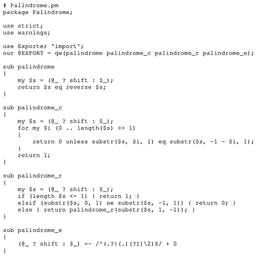 # Palindrome.pm
package Palindrome;
use strict;
use warnings;
use Exporter 'import';
our @EXPORT = qw(palindrome palindrome_c palindrome_r palindrome_e);
sub palindrome
{
my $s = (@_ ? shift : $_);
return $s eq reverse $s;
}
sub palindrome_c
{
my $s = (@_ ? shift : $_);
for my $i (0 .. length($s) >> 1)
{
return 0 unless substr($s, $i, 1) eq substr($s, -1 - $i, 1);
}
return 1;
}
sub palindrome_r
{
my $s = (@_ ? shift : $_);
if (length $s <= 1) { return 1; }
elsif (substr($s, 0, 1) ne substr($s, -1, 1)) { return 0; }
else { return palindrome_r(substr($s, 1, -1)); }
}
sub palindrome_e
{
(@_ ? shift : $_) =~ /^(.?|(.)(?1)\2)$/ + 0
}